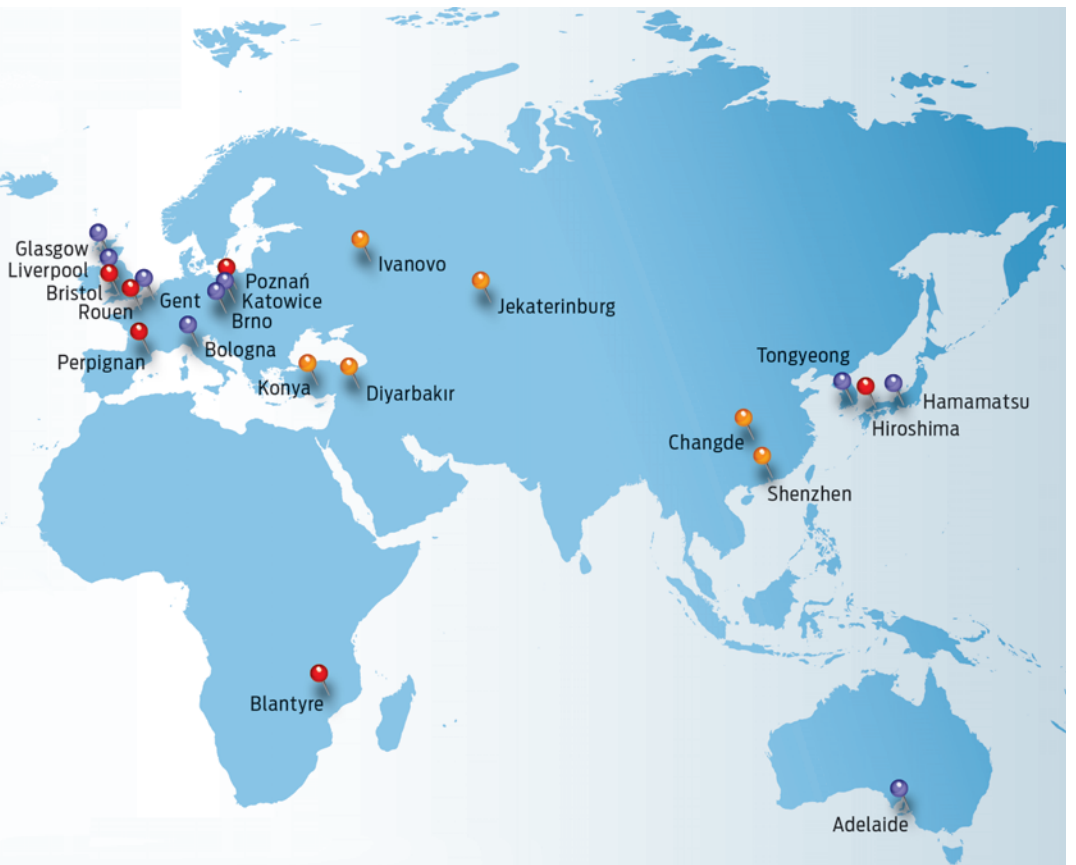 Glasgow
Liverpool
Bristol
Rouen
Gent
Poznań
Katowice
Brno
Perpignan
Bologna
Konya
Diyarbakır
Ivanovo
Jekaterinburg
Tongyeong
Hamamatsu
Hiroshima
Changde
Shenzhen
Blantyre
Adelaide